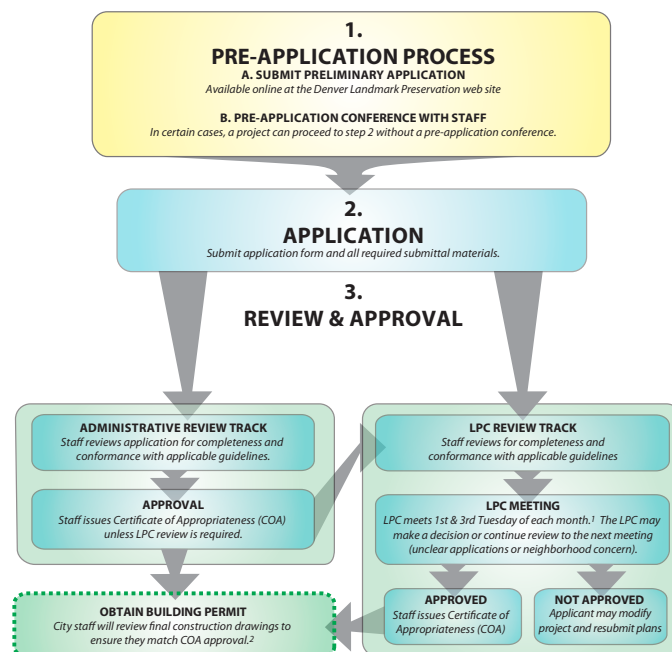 1.
PRE-APPLICATION PROCESS
A. SUBMIT PRELIMINARY APPLICATION
Available online at the Denver Landmark Preservation web site
B. PRE-APPLICATION CONFERENCE WITH STAFF
In certain cases, a project can proceed to step 2 without a pre-application conference.
2.
APPLICATION
Submit application form and all required submittal materials.
3.
REVIEW & APPROVAL
ADMINISTRATIVE REVIEW TRACK
Staff reviews application for completeness and
conformance with applicable guidelines.
APPROVAL
Staff issues Certificate of Appropriateness (COA)
unless LPC review is required.
LPC REVIEW TRACK
Staff reviews for completeness and
conformance with applicable guidelines
LPC MEETING
LPC meets 1st & 3rd Tuesday of each month.¹ The LPC may
make a decision or continue review to the next meeting
(unclear applications or neighborhood concern).
APPROVED
Staff issues Certificate of
Appropriateness (COA)
NOT APPROVED
Applicant may modify
project and resubmit plans
OBTAIN BUILDING PERMIT
City staff will review final construction drawings to
ensure they match COA approval.²